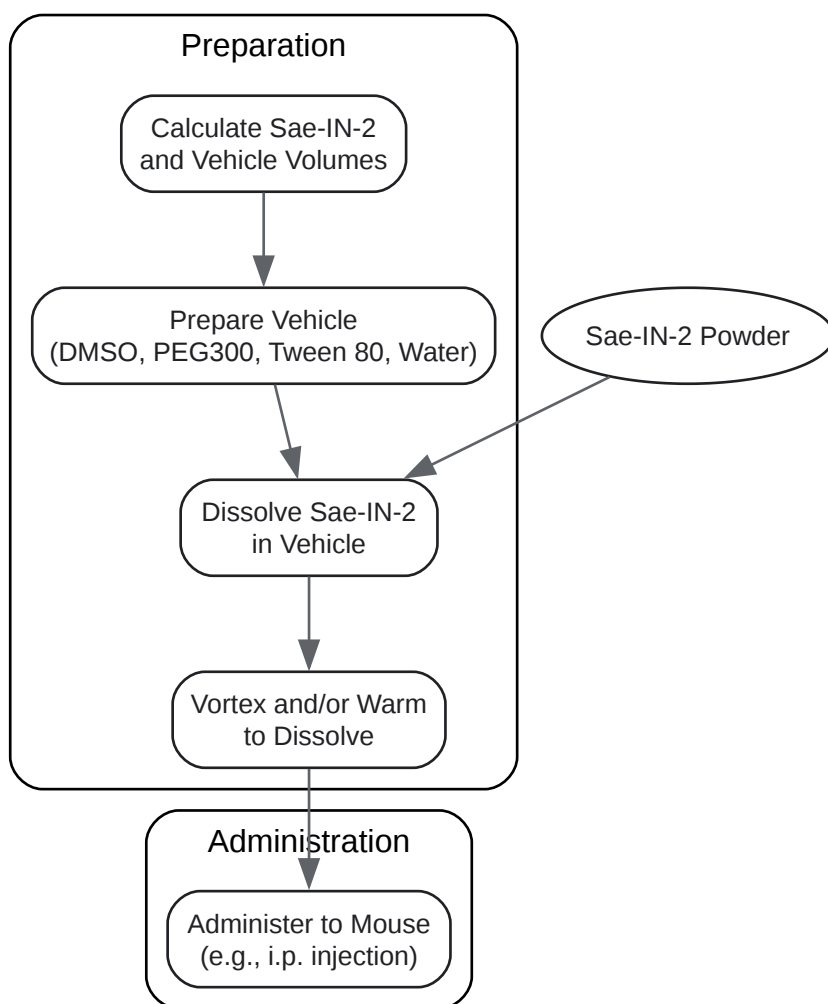 Preparation
Calculate Sae-IN-2
and Vehicle Volumes
Prepare Vehicle
(DMSO, PEG300, Tween 80, Water)
Sae-IN-2 Powder
Dissolve Sae-IN-2
in Vehicle
Vortex and/or Warm
to Dissolve
Administration
Administer to Mouse
(e.g., i.p. injection)